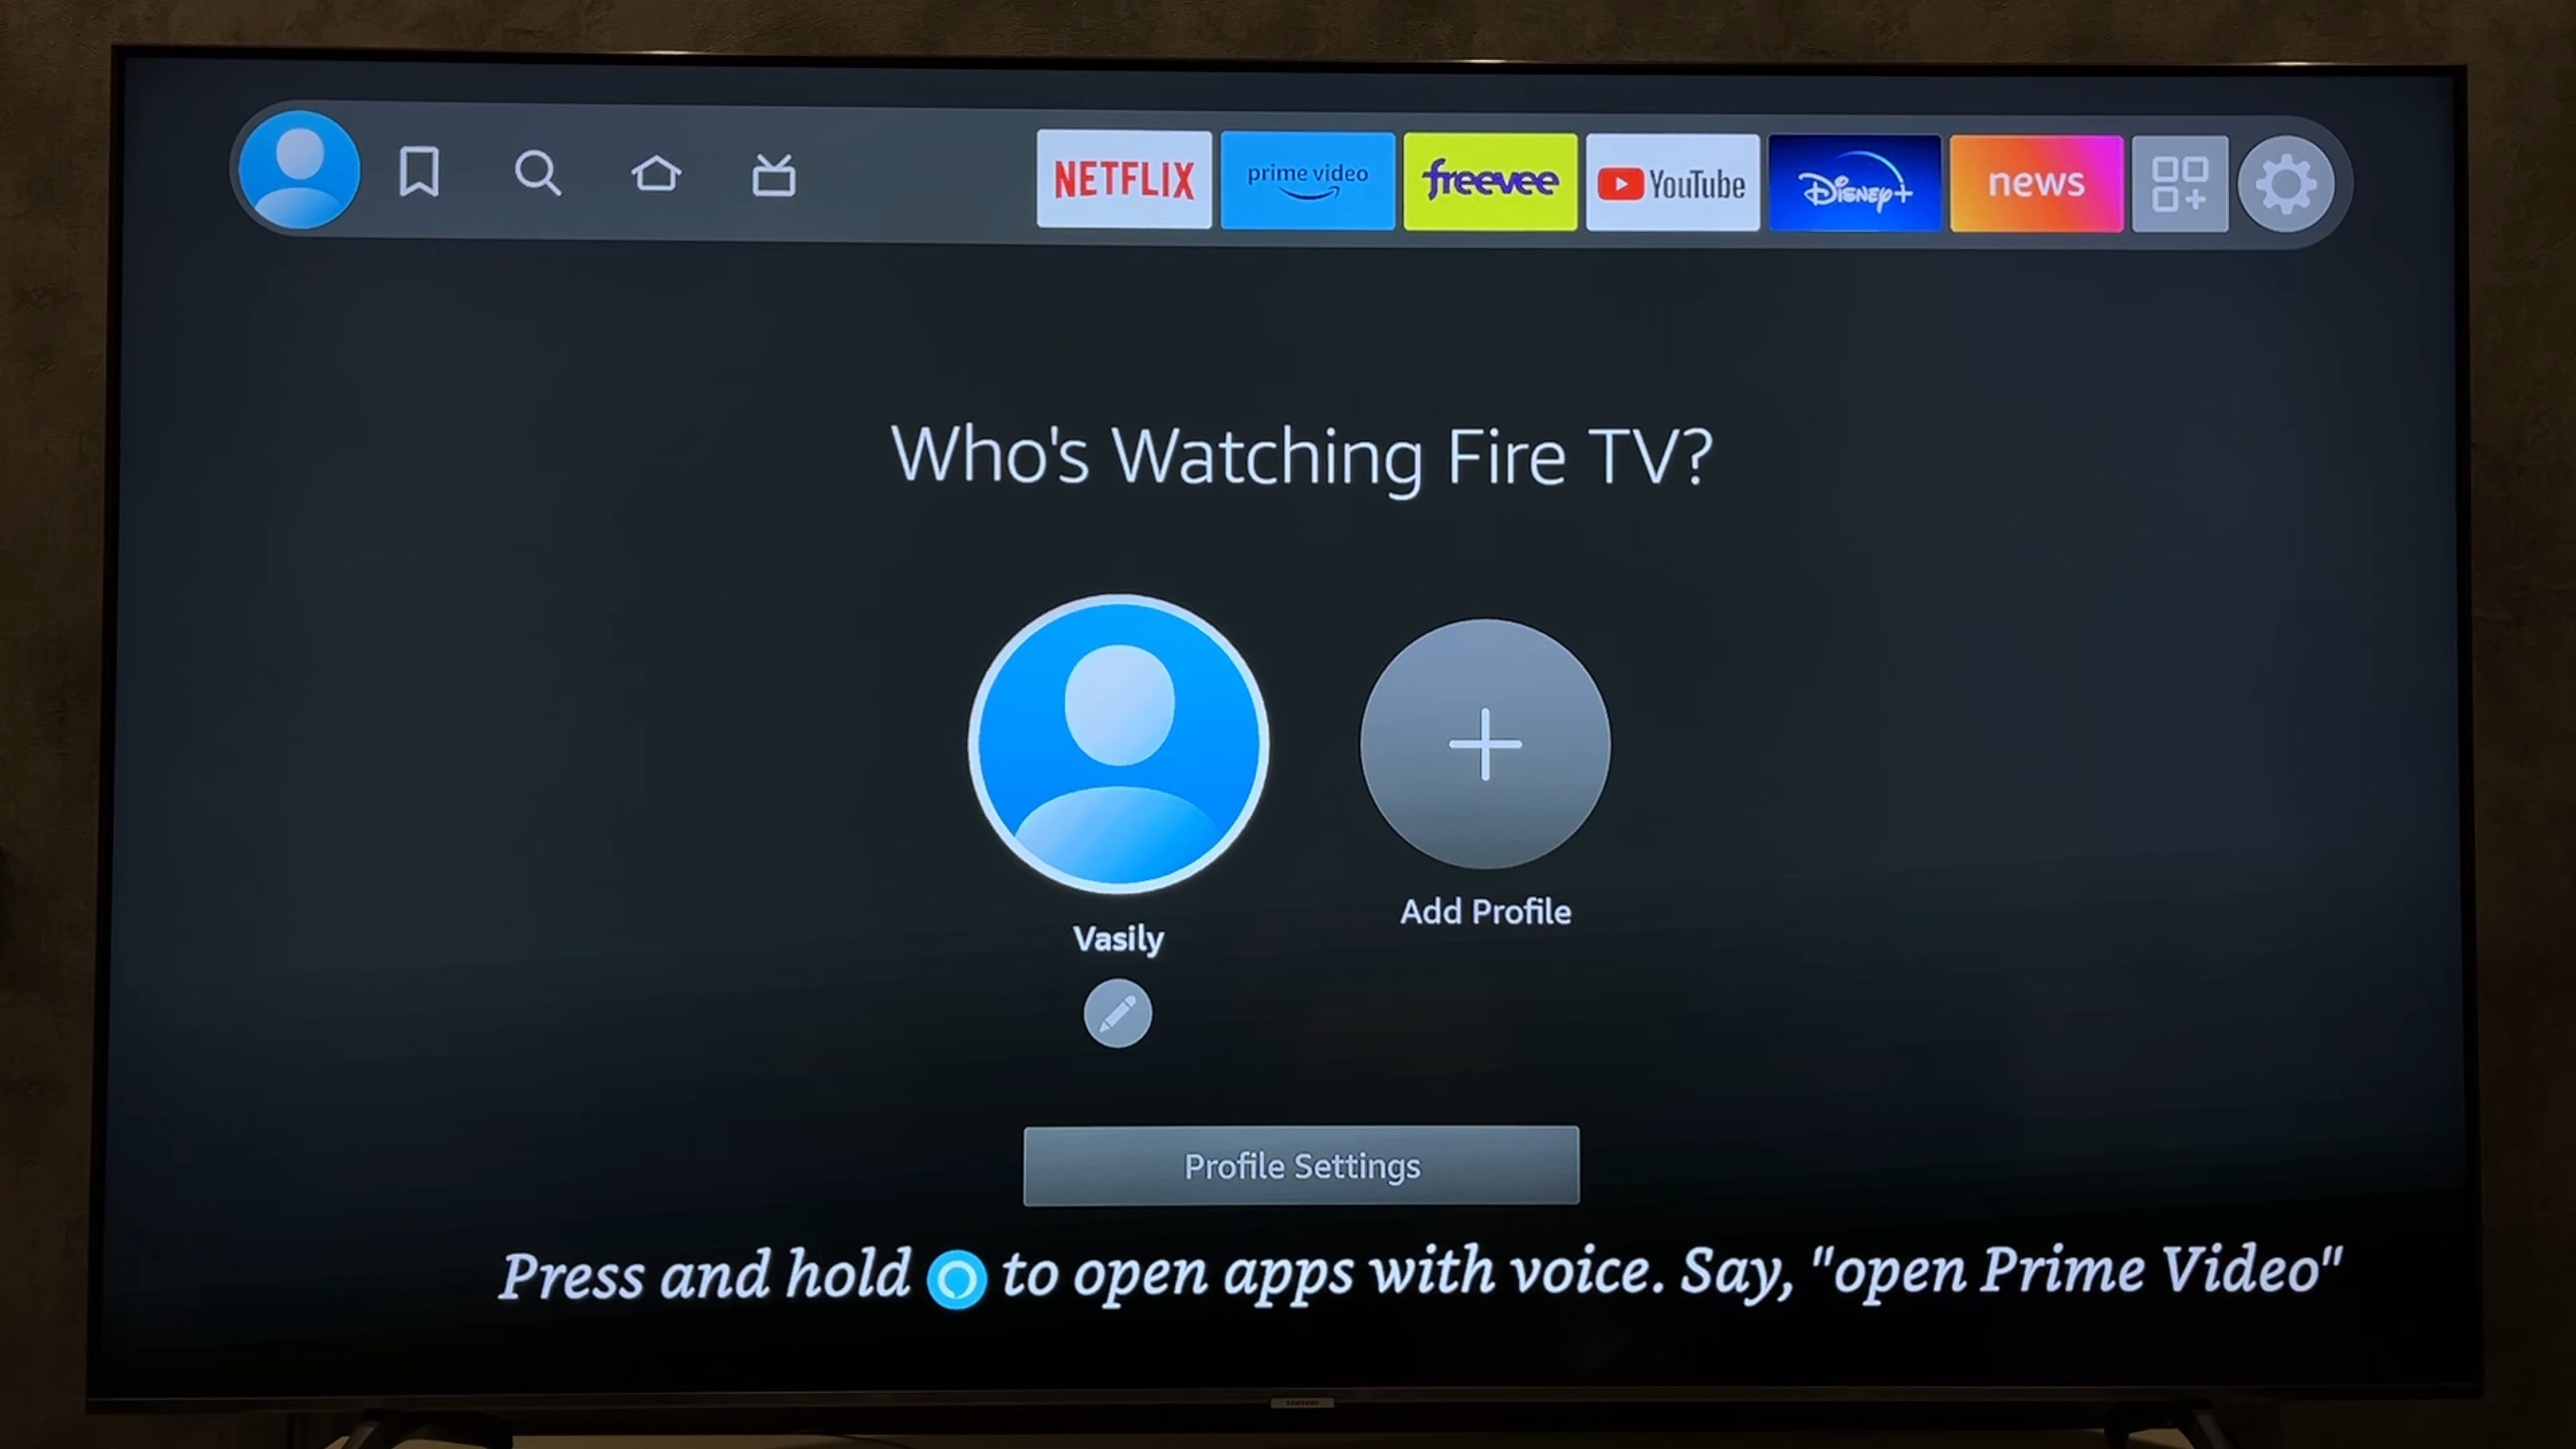 NETFLIX
prime video
freevee
YouTube
Disney+
news
Who's Watching Fire TV?
Vasily
Add Profile
Profile Settings
Press and hold to open apps with voice. Say, "open Prime Video"
SAMSUNG